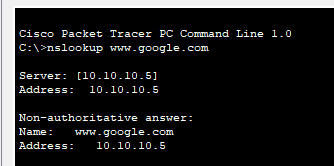 Cisco Packet Tracer PC Command Line 1.0
C:\>nslookup www.google.com
Server: [10.10.10.5]
Address:  10.10.10.5
Non-authoritative answer:
Name:   www.google.com
Address:   10.10.10.5